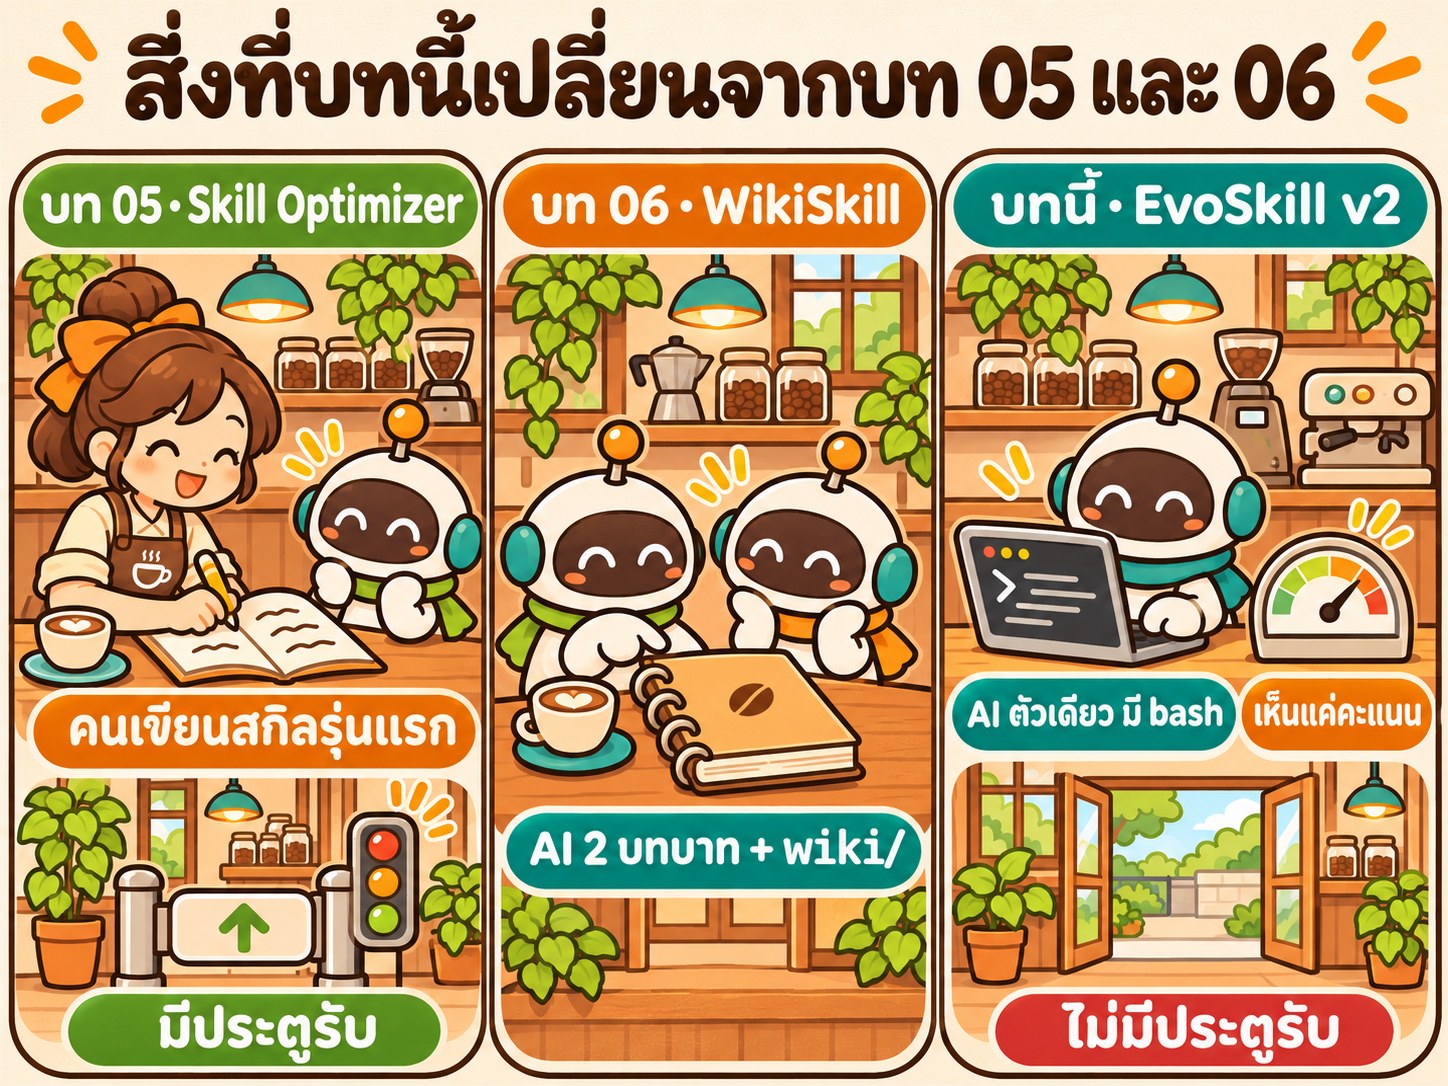 สิ่งที่บทนี้เปลี่ยนจากบท 05 และ 06
บท 05 · Skill Optimizer
คนเขียนสกิลรุ่นแรก
มีประตูรับ
บท 06 · WikiSkill
AI 2 บทบาท + wiki/
บทนี้ · EvoSkill v2
AI ตัวเดียว มี bash
เห็นแค่คะแนน
ไม่มีประตูรับ